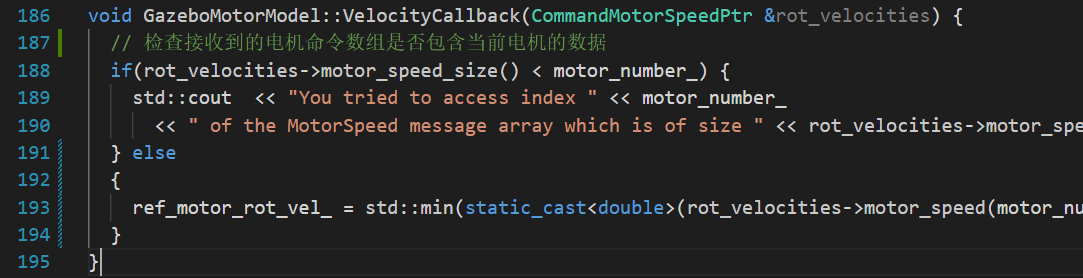 186 void GazeboMotorModel::VelocityCallback(CommandMotorSpeedPtr &rot_velocities) {
187 // 检查接收到的电机命令数组是否包含当前电机的数据
188 if(rot_velocities->motor_speed_size() < motor_number_) {
189 std::cout << "You tried to access index " << motor_number_
190 << " of the MotorSpeed message array which is of size " << rot_velocities->motor_spe
191 } else
192 {
193 ref_motor_rot_vel_ = std::min(static_cast<double>(rot_velocities->motor_speed(motor_nu
194 }
195 }